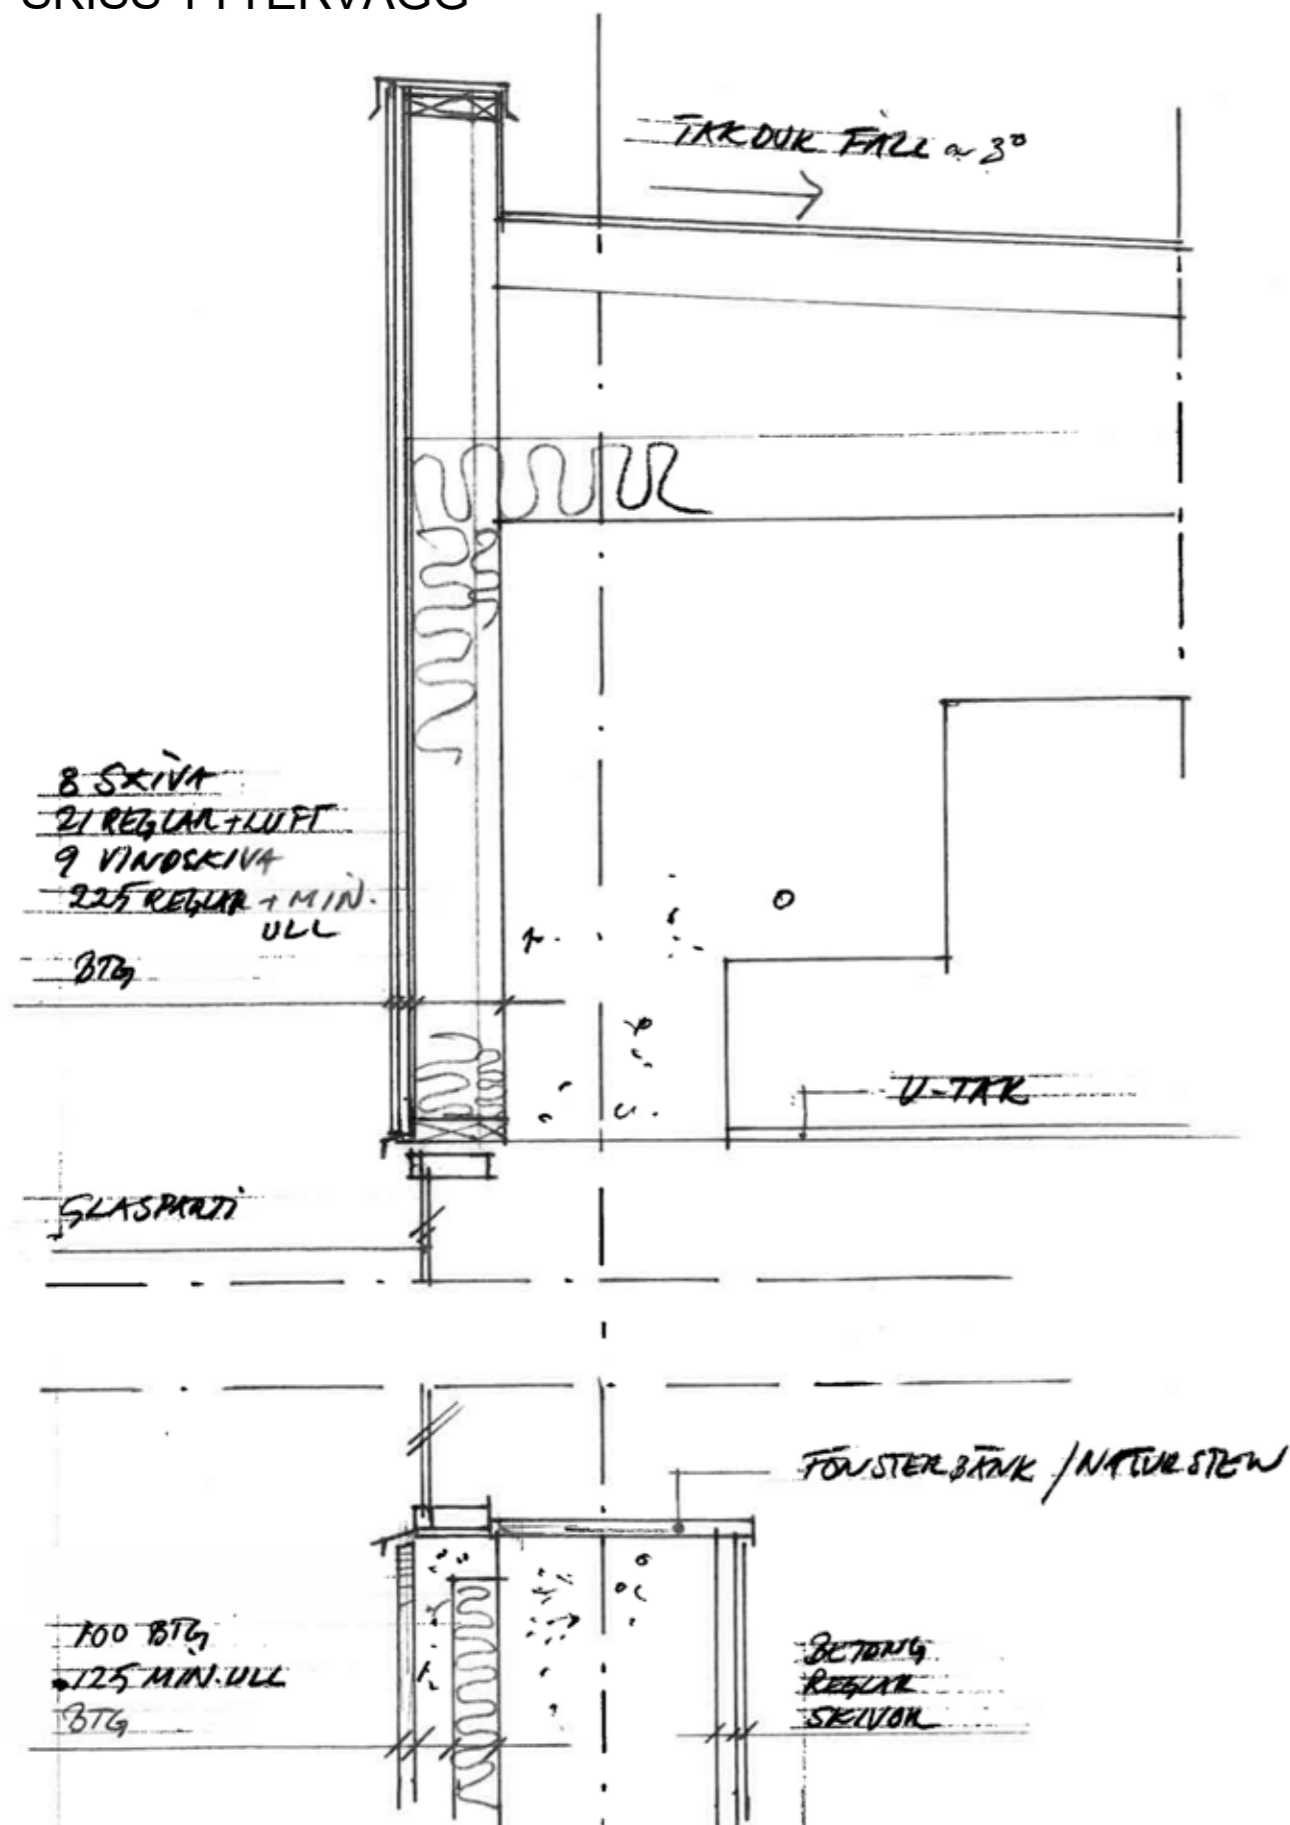 SKISS YTTERVÄGG
TAKDUK FALL ~ 3°
8 SKIVA
21 REGLAR + LUFT
9 VINDSKIVA
225 REGLAR + MIN.
ULL
BTG
U-TAK
GLASPARTI
FÖNSTERBÄNK / NATURSTEN
100 BTG
125 MIN.ULL
BTG
BETONG
REGLAR
SKIVOR